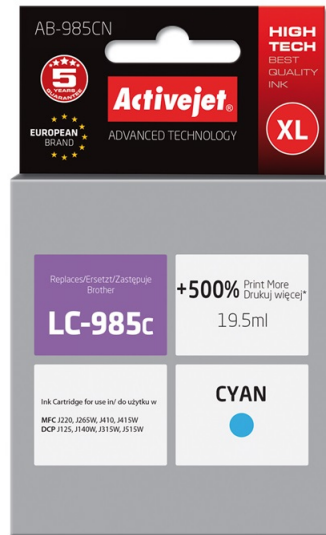 AB-985CN
5
YEARS
GUARANTEE
EUROPEAN
BRAND
Activejet®
ADVANCED TECHNOLOGY
HIGH
TECH
BEST
QUALITY
INK
XL
Replaces/Ersetzt/Zastępuje
Brother
LC-985c
+500% Print More
Drukuj więcej*
19.5ml
Ink Cartridge for use in/ do użytku w
MFC J220, J265W, J410, J415W
DCP J125, J140W, J315W, J515W
CYAN